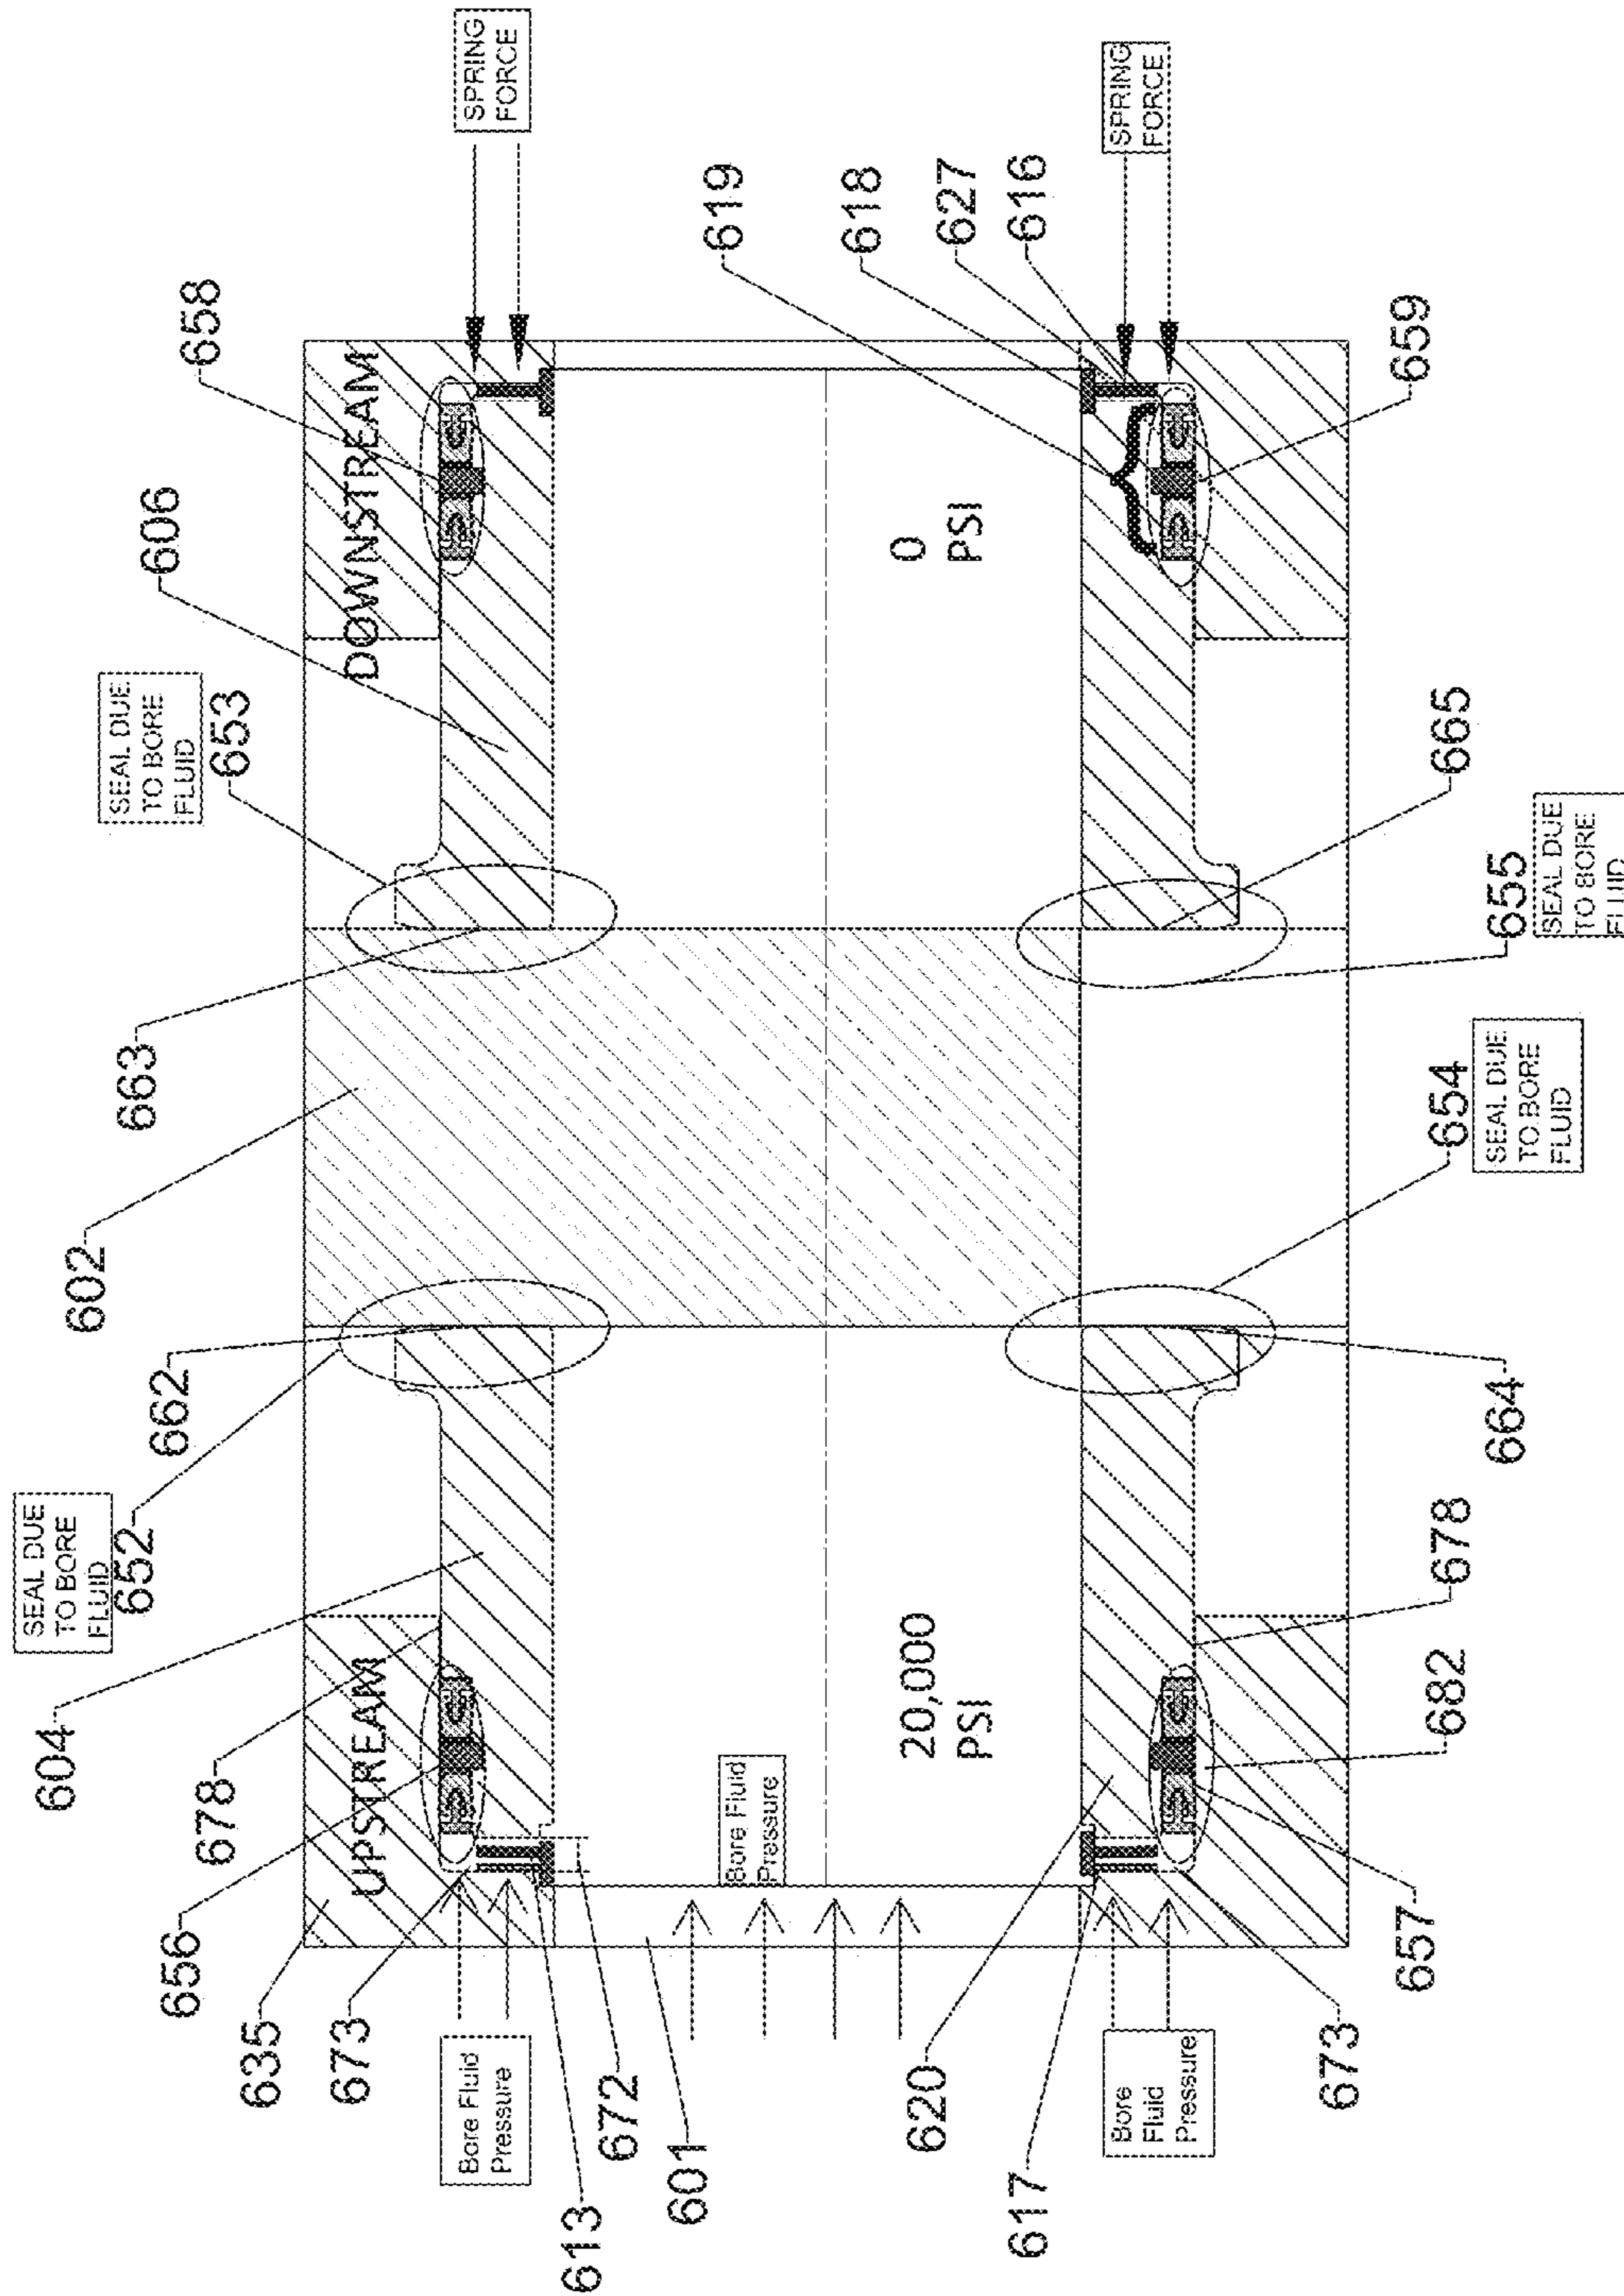 SEAL DUE
TO BORE
FLUID
652
662
602
663
SEAL DUE
TO BORE
FLUID
653
606
658
SPRING
FORCE
604
678
656
635
673
UPSTREAM
DOWNSTREAM
Bore Fluid
Pressure
613
672
601
Bore Fluid
Pressure
20,000
PSI
0
PSI
619
618
627
616
SPRING
FORCE
620
617
Bore
Fluid
Pressure
673
657
682
678
664
654
SEAL DUE
TO BORE
FLUID
655
SEAL DUE
TO BORE
FLUID
665
659